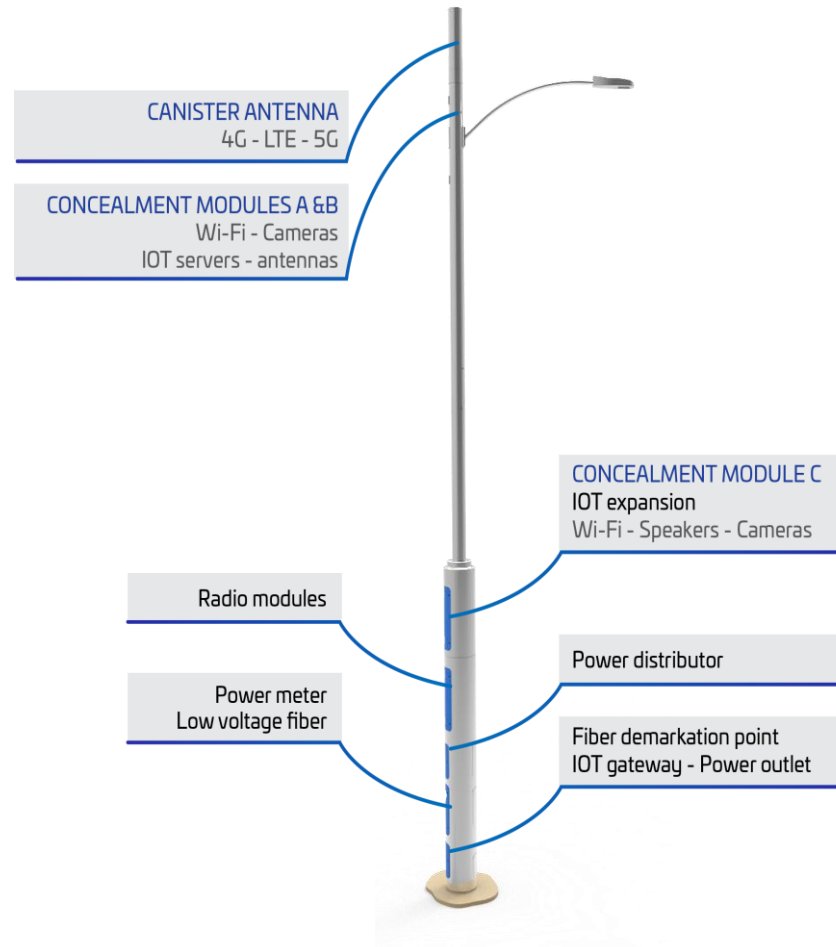 CANISTER ANTENNA
4G - LTE - 5G
CONCEALMENT MODULES A &B
Wi-Fi - Cameras
IOT servers - antennas
CONCEALMENT MODULE C
IOT expansion
Wi-Fi - Speakers - Cameras
Radio modules
Power distributor
Power meter
Low voltage fiber
Fiber demarkation point
IOT gateway - Power outlet